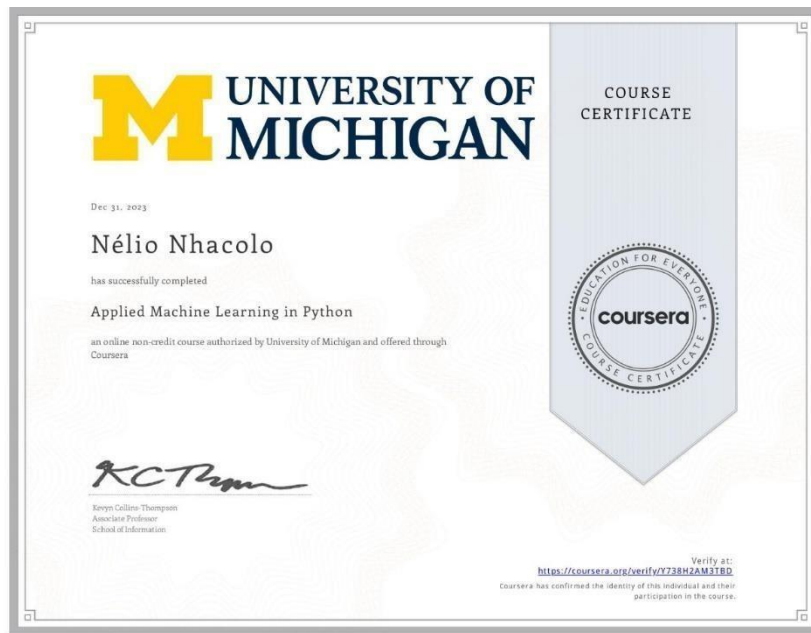 UNIVERSITY OF
MICHIGAN
COURSE
CERTIFICATE
Dec 31, 2023
Nélio Nhacolo
has successfully completed
Applied Machine Learning in Python
an online non-credit course authorized by University of Michigan and offered through
Coursera
EDUCATION FOR EVERYONE
coursera
COURSE CERTIFICATE
KC Thom
Kevyn Collins-Thompson
Associate Professor
School of Information
Verify at:
https://coursera.org/verify/Y738H2AM3TBD
Coursera has confirmed the identity of this individual and their
participation in the course.